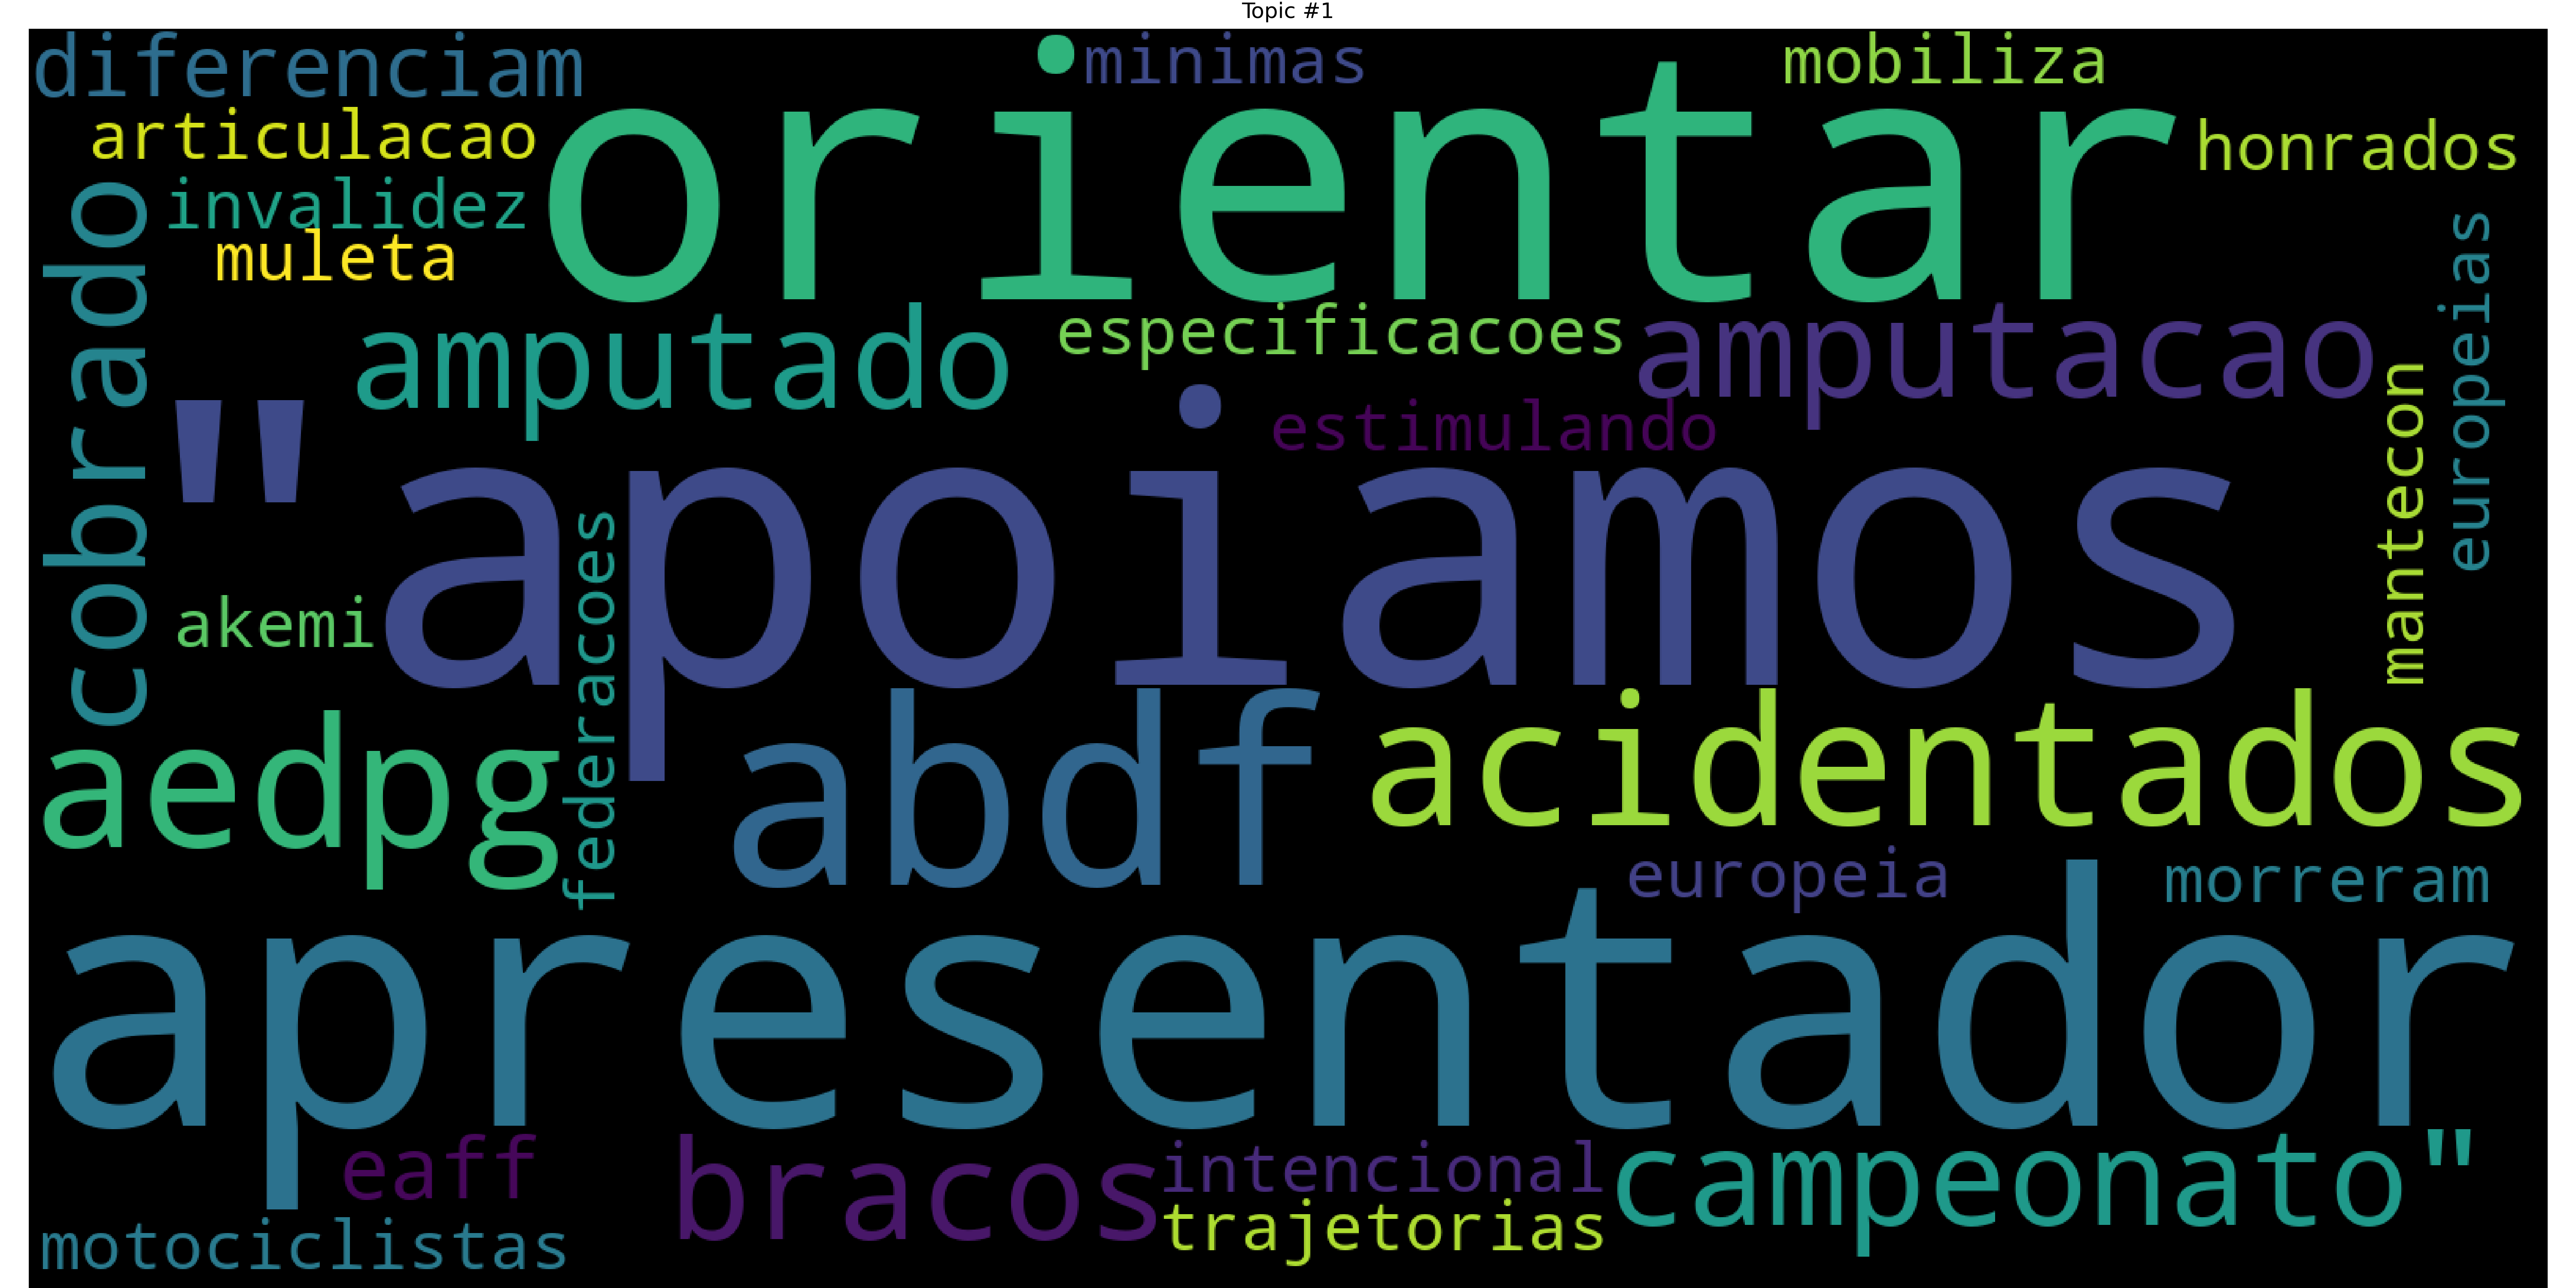 Topic #1
diferenciam
minimas
mobiliza
orientar
articulacao
honrados
invalidez
muleta
cobrado
europeias
amputado
especificacoes
amputacao
estimulando
mantecon
"apoiamos
federacoes
akemi
aedpg
abdf
acidentados
europeia
morreram
apresentador
eaff
bracos
intencional
campeonato"
trajetorias
motociclistas